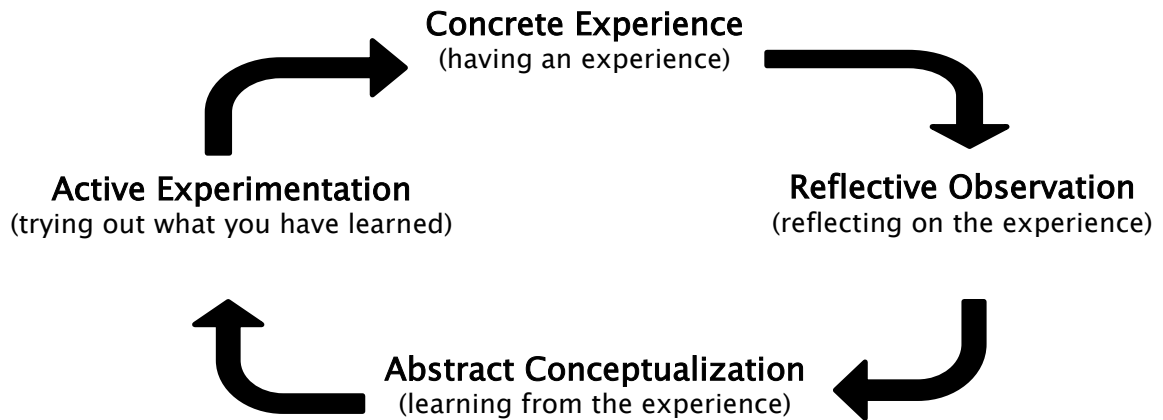 Concrete Experience
(having an experience)
Reflective Observation
(reflecting on the experience)
Abstract Conceptualization
(learning from the experience)
Active Experimentation
(trying out what you have learned)